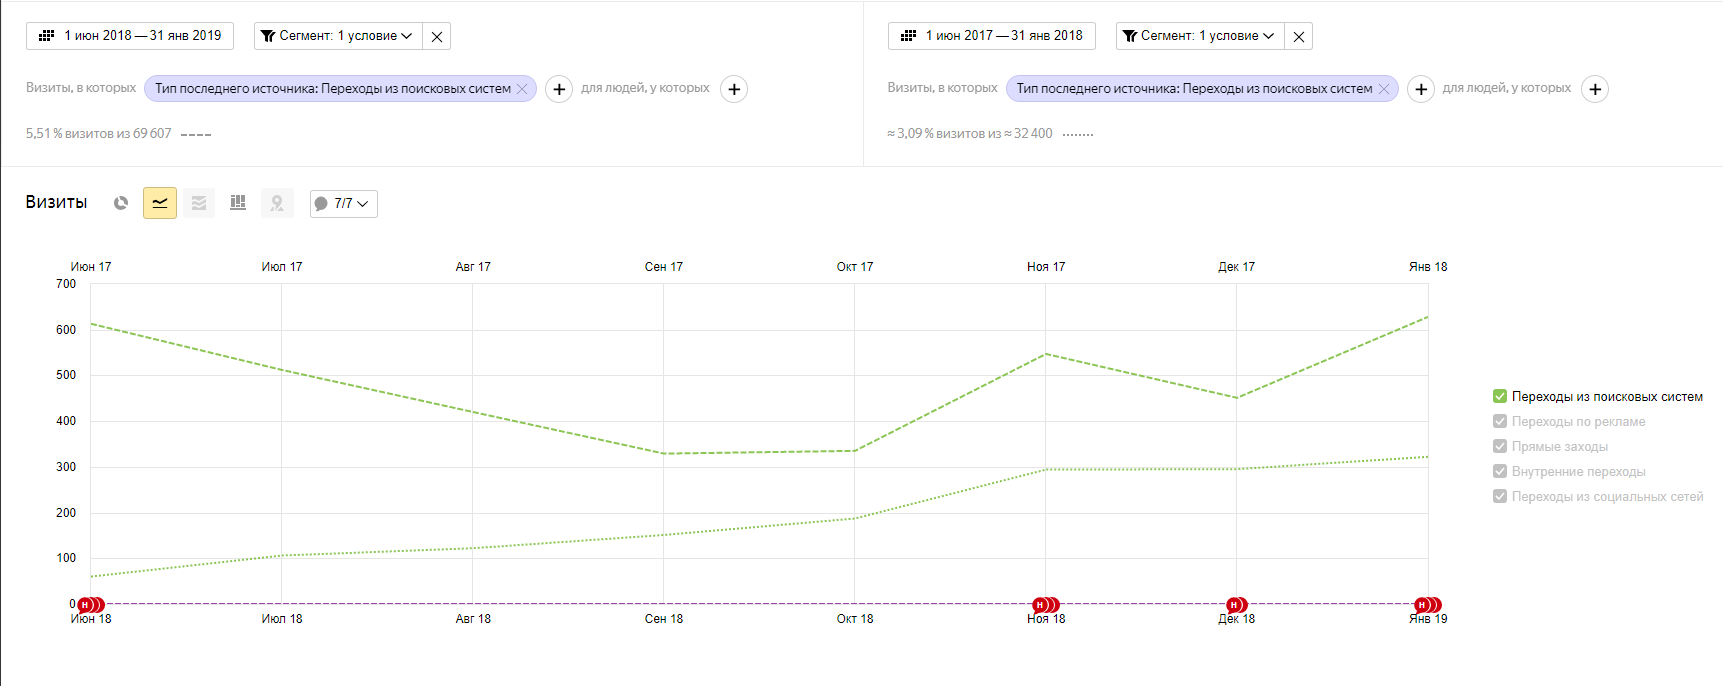 1 июн 2018 — 31 янв 2019
Сегмент: 1 условие
Визиты, в которых
Тип последнего источника: Переходы из поисковых систем
для людей, у которых
5,51 % визитов из 69 607
1 июн 2017 — 31 янв 2018
Сегмент: 1 условие
Визиты, в которых
Тип последнего источника: Переходы из поисковых систем
для людей, у которых
≈ 3,09 % визитов из ≈ 32 400
Визиты
7/7
Июн 17 Июл 17 Авг 17 Сен 17 Окт 17 Ноя 17 Дек 17 Янв 18
700
600
500
400
300
200
100
0
Н Н Н Н
Июн 18 Июл 18 Авг 18 Сен 18 Окт 18 Ноя 18 Дек 18 Янв 19
Переходы из поисковых систем
Переходы по рекламе
Прямые заходы
Внутренние переходы
Переходы из социальных сетей